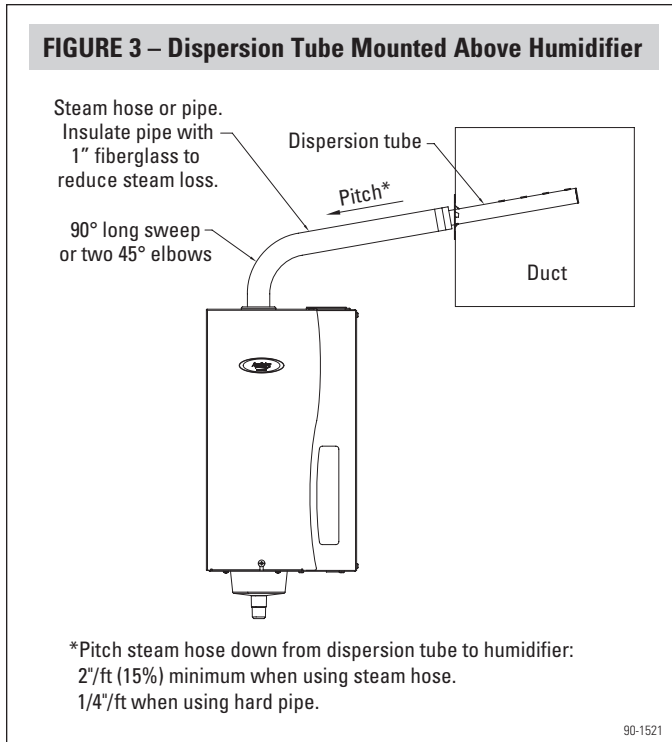 FIGURE 3 – Dispersion Tube Mounted Above Humidifier
Steam hose or pipe.
Insulate pipe with
1” fiberglass to
reduce steam loss.
Dispersion tube
Pitch*
90° long sweep
or two 45° elbows
Duct
*Pitch steam hose down from dispersion tube to humidifier:
2"/ft (15%) minimum when using steam hose.
1/4"/ft when using hard pipe.
90-1521